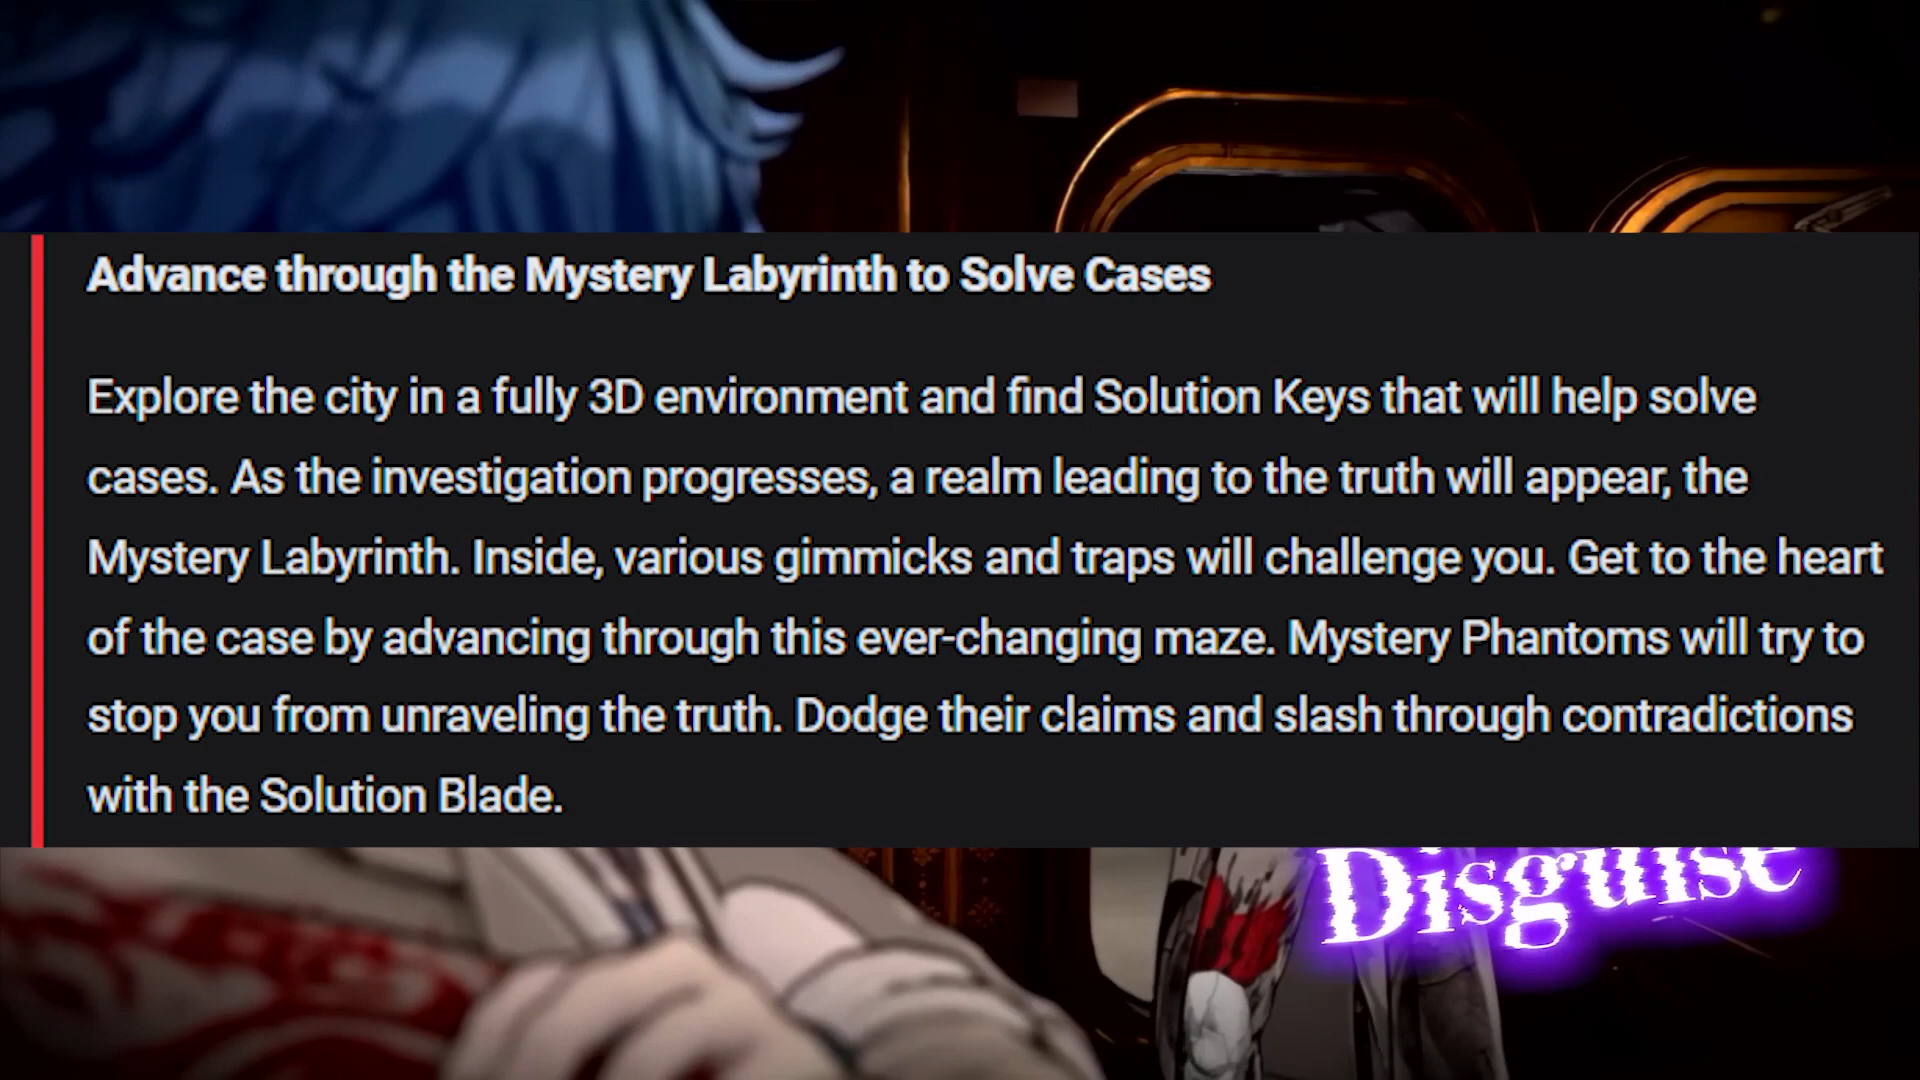 Advance through the Mystery Labyrinth to Solve Cases
Explore the city in a fully 3D environment and find Solution Keys that will help solve
cases. As the investigation progresses, a realm leading to the truth will appear, the
Mystery Labyrinth. Inside, various gimmicks and traps will challenge you. Get to the heart
of the case by advancing through this ever-changing maze. Mystery Phantoms will try to
stop you from unraveling the truth. Dodge their claims and slash through contradictions
with the Solution Blade.
Disguise